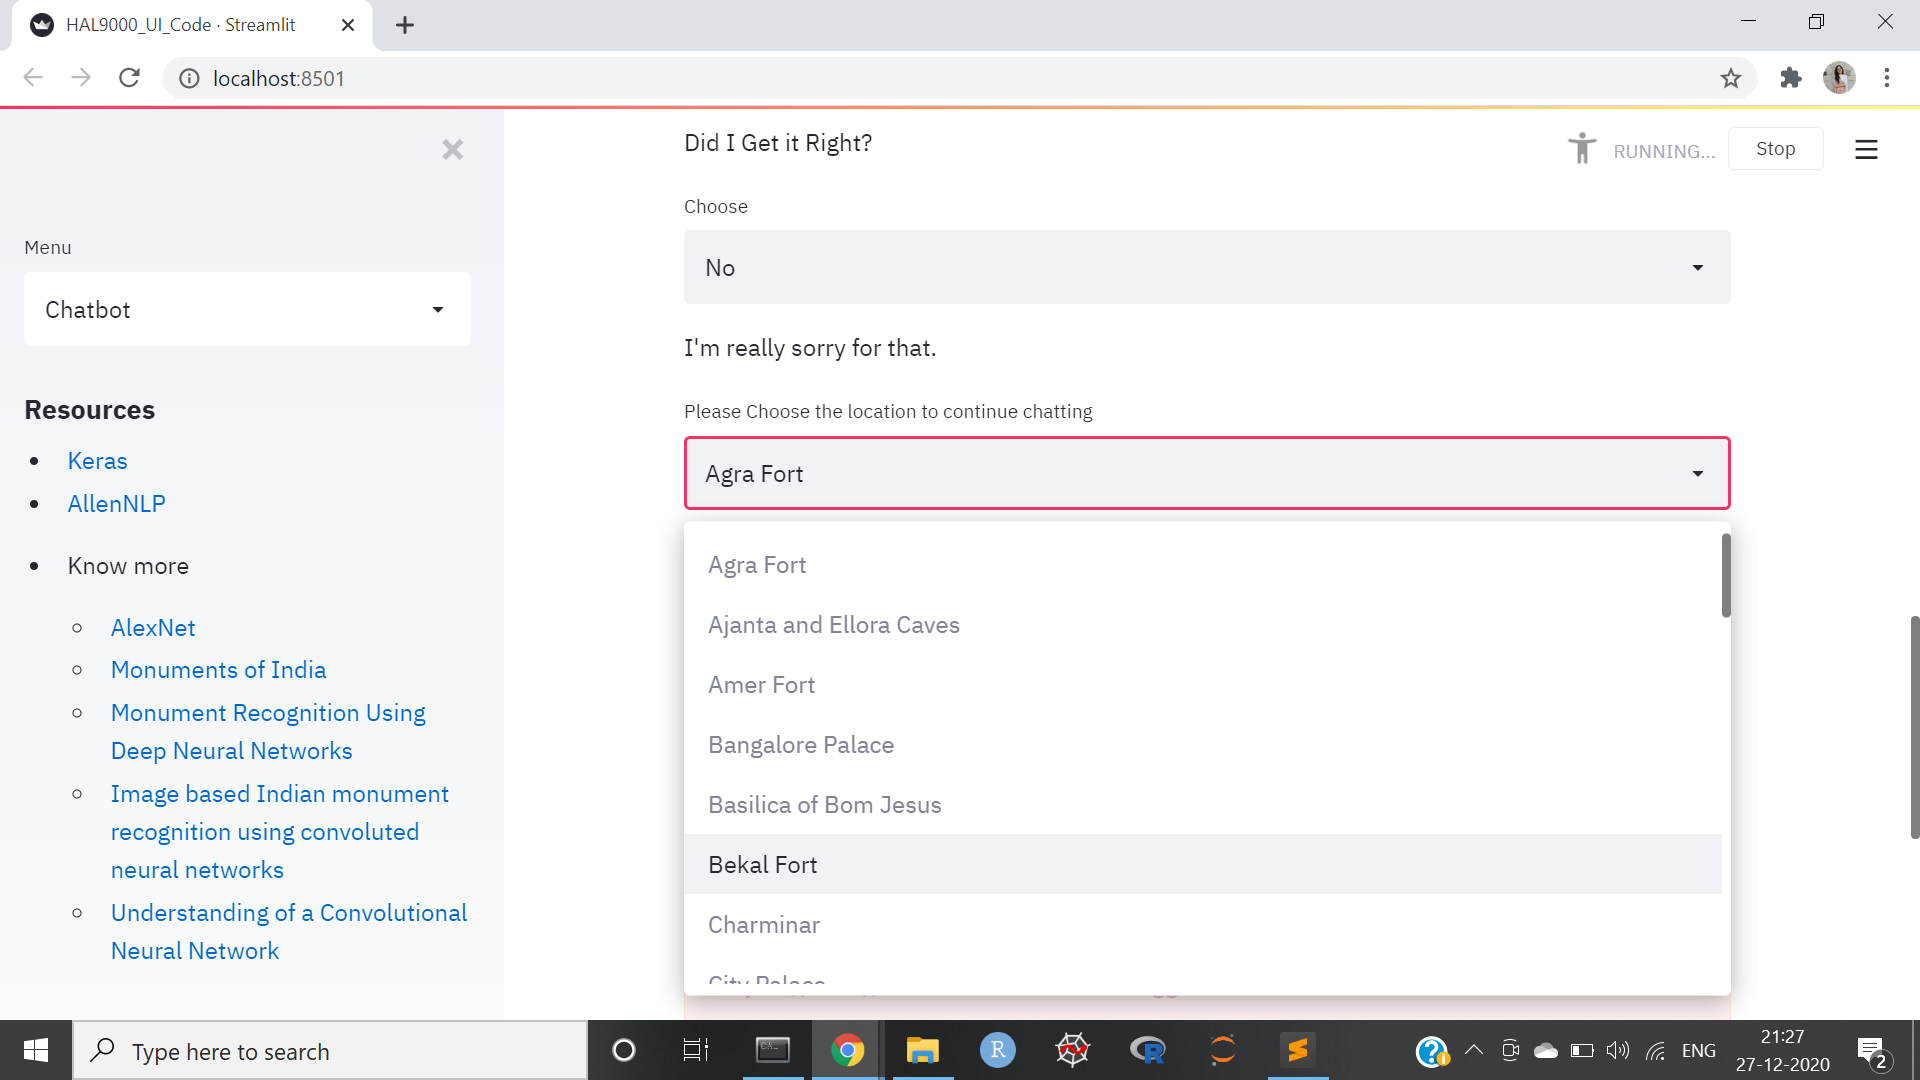 HAL9000_UI_Code · Streamlit
localhost:8501
Menu
Chatbot
Resources
Keras
AllenNLP
Know more
AlexNet
Monuments of India
Monument Recognition Using
Deep Neural Networks
Image based Indian monument
recognition using convoluted
neural networks
Understanding of a Convolutional
Neural Network
RUNNING...
Stop
Did I Get it Right?
Choose
No
I'm really sorry for that.
Please Choose the location to continue chatting
Agra Fort
Agra Fort
Ajanta and Ellora Caves
Amer Fort
Bangalore Palace
Basilica of Bom Jesus
Bekal Fort
Charminar
City Palace
Type here to search
R
ENG
21:27
27-12-2020
2